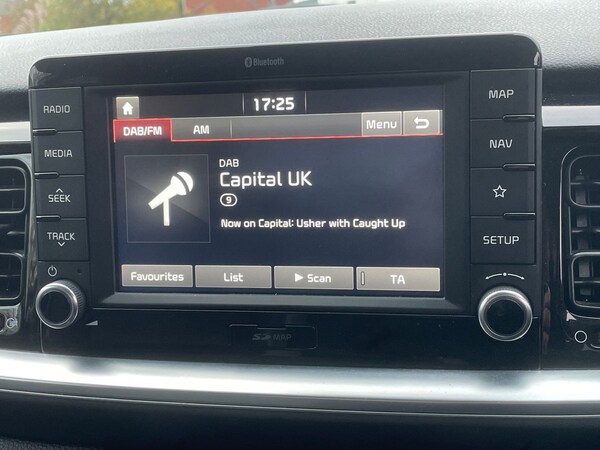 Bluetooth
RADIO
MEDIA
SEEK
TRACK
17:25
DAB/FM
AM
Menu
DAB
Capital UK
9
Now on Capital: Usher with Caught Up
Favourites
List
Scan
TA
MAP
NAV
SETUP
SD MAP